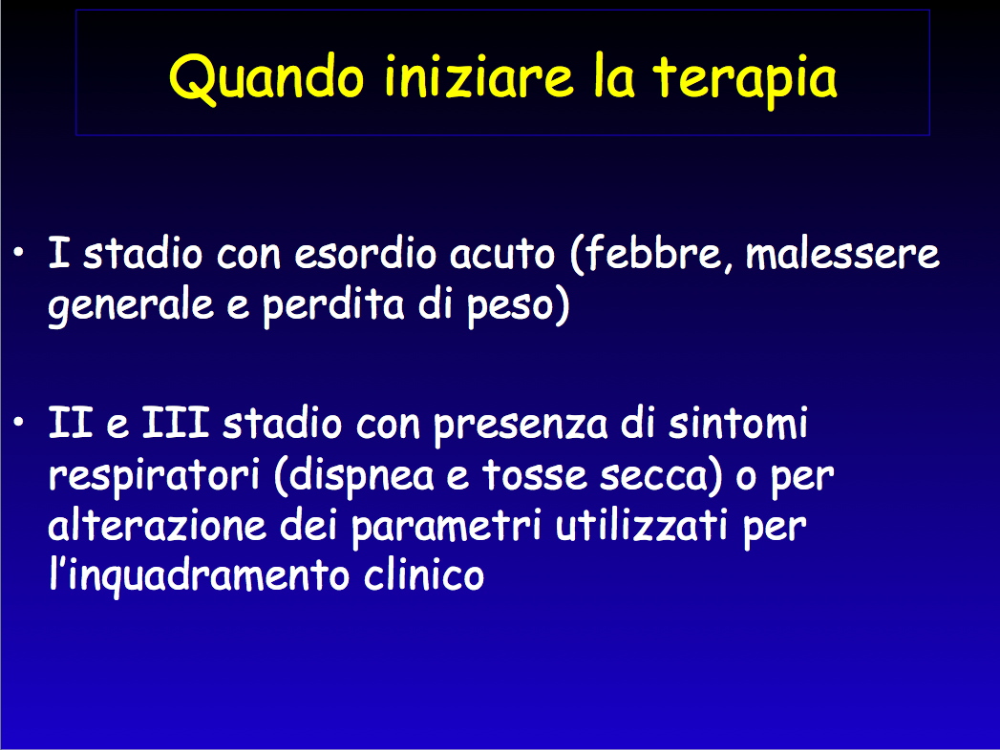 Quando iniziare la terapia
• I stadio con esordio acuto (febbre, malessere
generale e perdita di peso)
• II e III stadio con presenza di sintomi
respiratori (dispnea e tosse secca) o per
alterazione dei parametri utilizzati per
l'inquadramento clinico